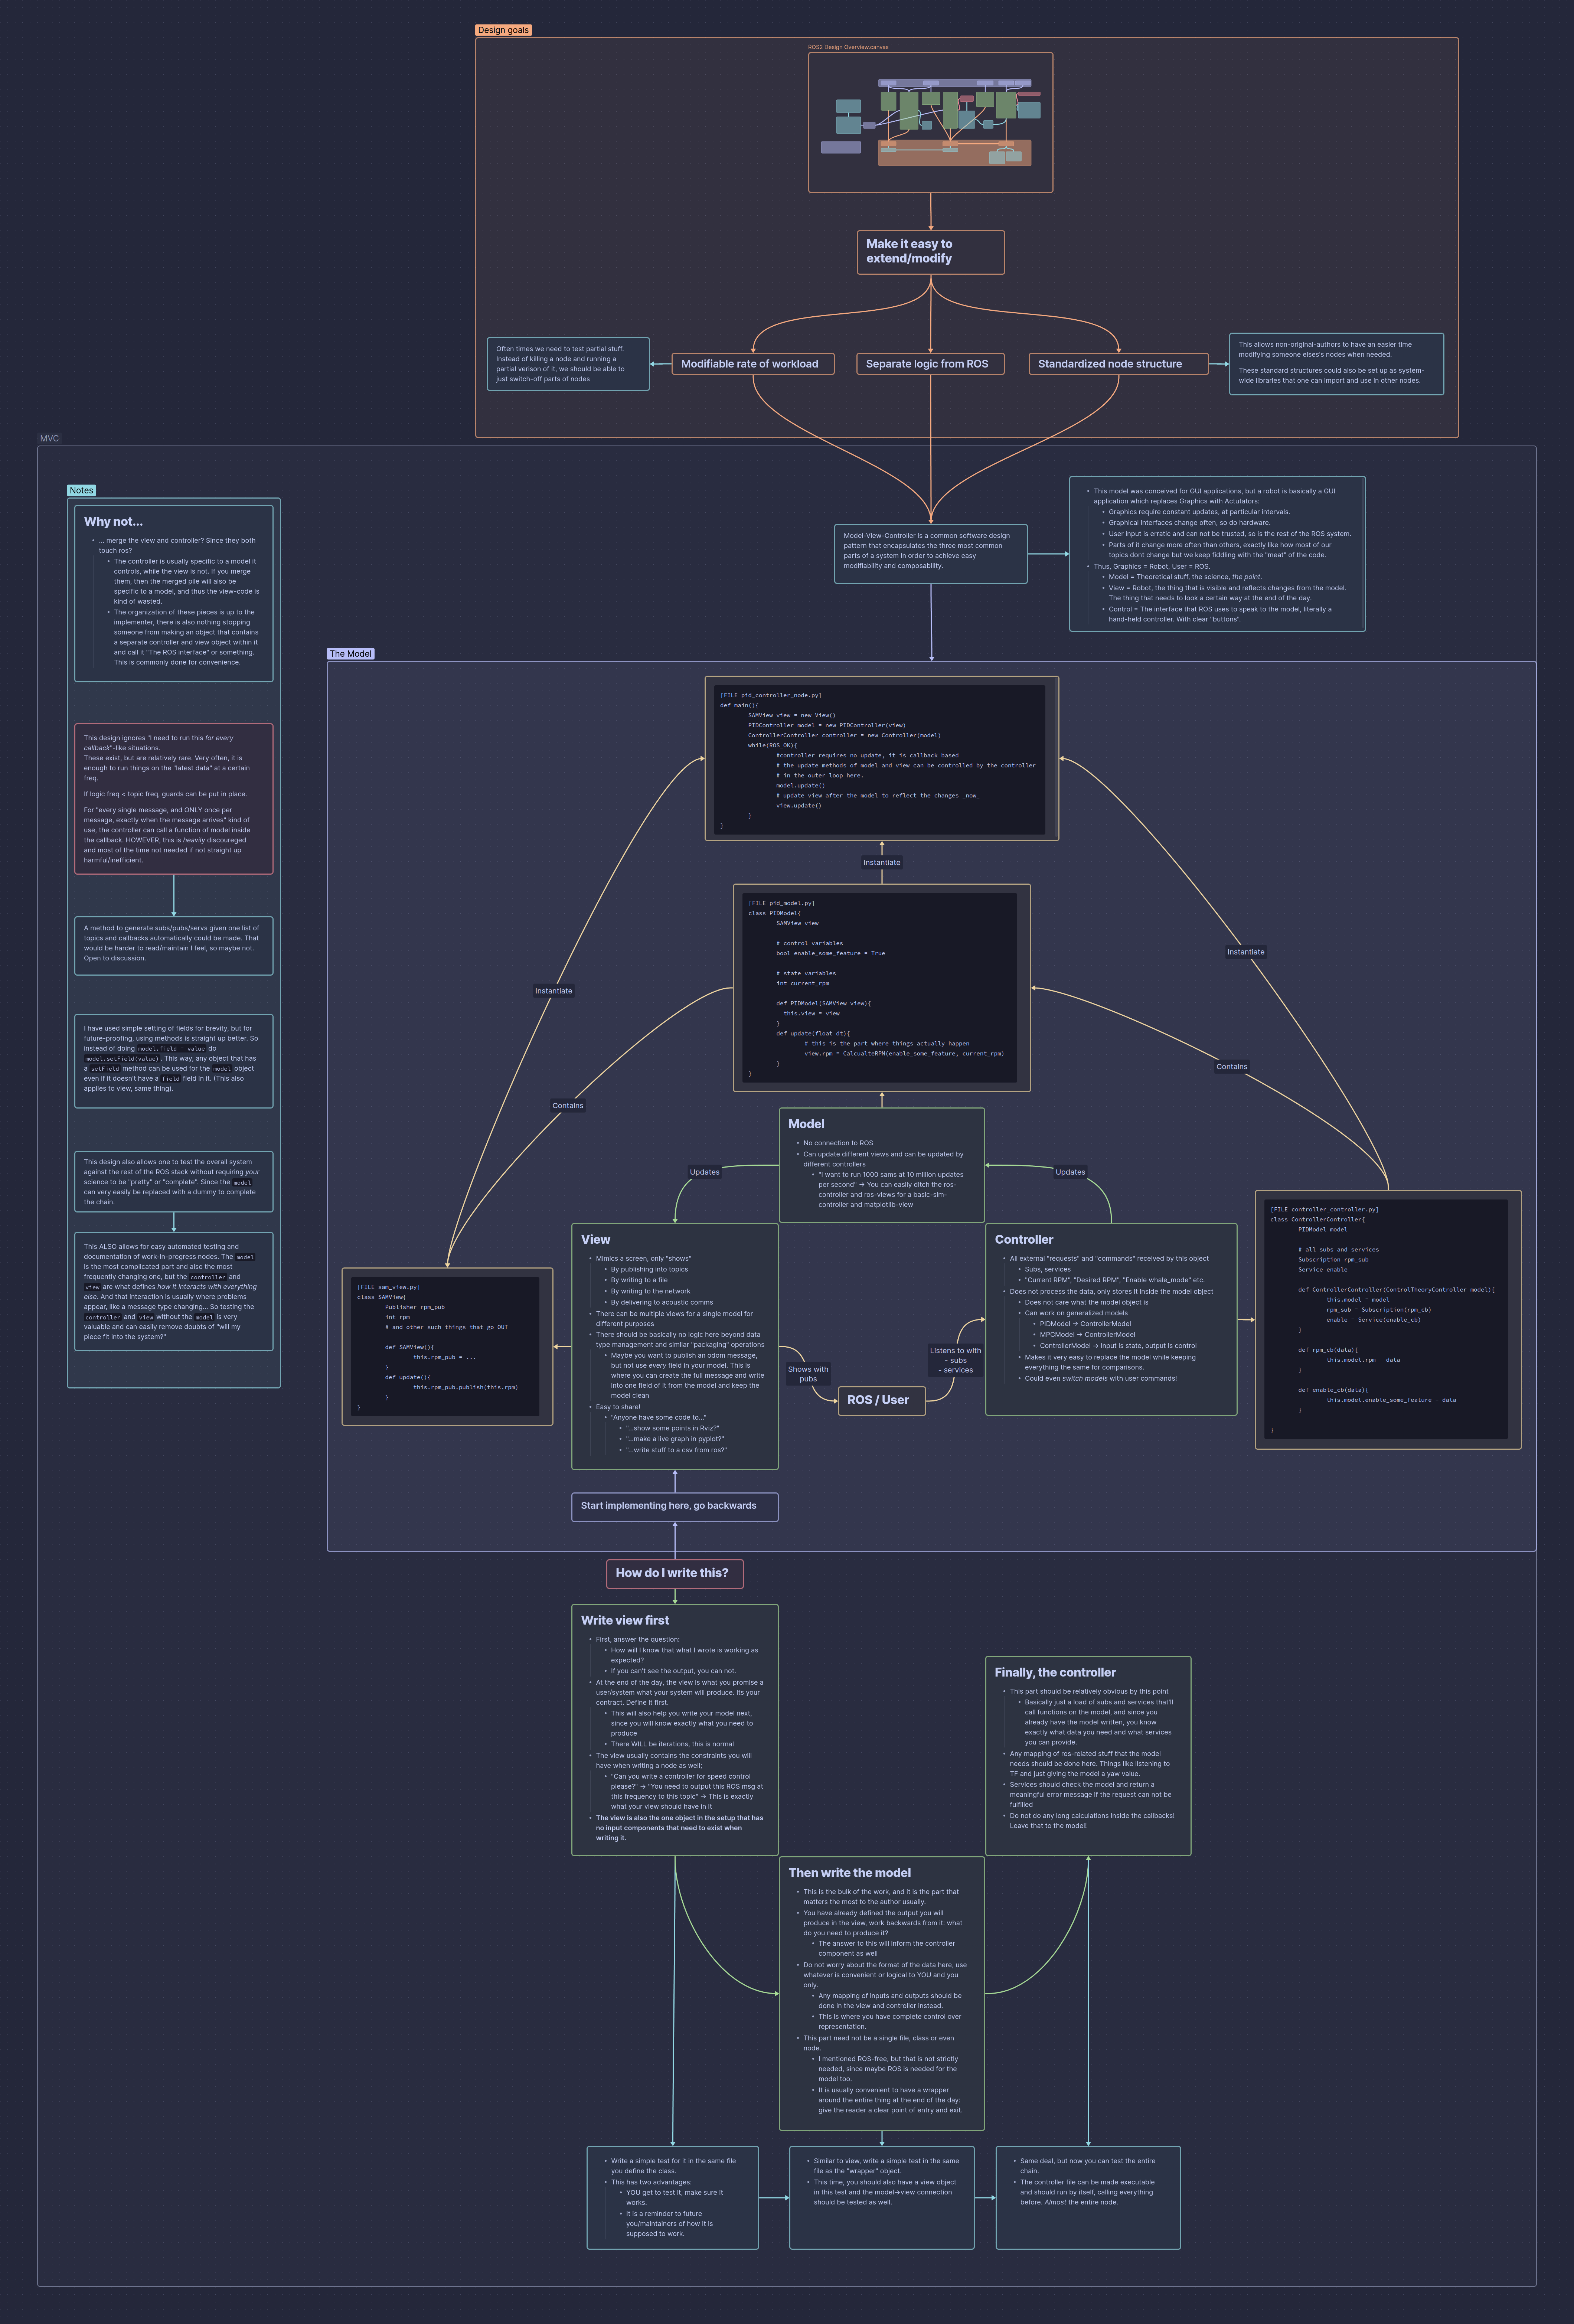 Design goals
ROS2 Design Overview.canvas
Make it easy to
extend/modify
Often times we need to test partial stuff.
Instead of killing a node and running a
partial verison of it, we should be able to
just switch-off parts of nodes
Modifiable rate of workload
Separate logic from ROS
Standardized node structure
This allows non-original-authors to have an easier time
modifying someone elses's nodes when needed.
These standard structures could also be set up as system-
wide libraries that one can import and use in other nodes.
MVC
Notes
Why not...
... merge the view and controller? Since they both
touch ros?
The controller is usually specific to a model it
controls, while the view is not. If you merge
them, then the merged pile will also be
specific to a model, and thus the view-code is
kind of wasted.
The organization of these pieces is up to the
implementer, there is also nothing stopping
someone from making an object that contains
a separate controller and view object within it
and call it "The ROS interface" or something.
This is commonly done for convenience.
This design ignores "I need to run this for every
callback"-like situations.
These exist, but are relatively rare. Very often, it is
enough to run things on the "latest data" at a certain
freq.
If logic freq < topic freq, guards can be put in place.
For "every single message, and ONLY once per
message, exactly when the message arrives" kind of
use, the controller can call a function of model inside
the callback. HOWEVER, this is heavily discoureged
and most of the time not needed if not straight up
harmful/inefficient.
A method to generate subs/pubs/servs given one list of
topics and callbacks automatically could be made. That
would be harder to read/maintain I feel, so maybe not.
Open to discussion.
I have used simple setting of fields for brevity, but for
future-proofing, using methods is straight up better. So
instead of doing model.field = value do
model.setField(value). This way, any object that has
a setField method can be used for the model object
even if it doesn't have a field field in it. (This also
applies to view, same thing).
This design also allows one to test the overall system
against the rest of the ROS stack without requiring your
science to be "pretty" or "complete". Since the model
can very easily be replaced with a dummy to complete
the chain.
This ALSO allows for easy automated testing and
documentation of work-in-progress nodes. The model
is the most complicated part and also the most
frequently changing one, but the controller and
view are what defines how it interacts with everything
else. And that interaction is usually where problems
appear, like a message type changing... So testing the
controller and view without the model is very
valuable and can easily remove doubts of "will my
piece fit into the system?"
Model-View-Controller is a common software design
pattern that encapsulates the three most common
parts of a system in order to achieve easy
modifiability and composability.
This model was conceived for GUI applications, but a robot is basically a GUI
application which replaces Graphics with Actutators:
Graphics require constant updates, at particular intervals.
Graphical interfaces change often, so do hardware.
User input is erratic and can not be trusted, so is the rest of the ROS system.
Parts of it change more often than others, exactly like how most of our
topics dont change but we keep fiddling with the "meat" of the code.
Thus, Graphics = Robot, User = ROS.
Model = Theoretical stuff, the science, the point.
View = Robot, the thing that is visible and reflects changes from the model.
The thing that needs to look a certain way at the end of the day.
Control = The interface that ROS uses to speak to the model, literally a
hand-held controller. With clear "buttons".
The Model
[FILE pid_controller_node.py]
def main(){
SAMView view = new View()
PIDController model = new PIDController(view)
ControllerController controller = new Controller(model)
while(ROS_OK){
#controller requires no update, it is callback based
# the update methods of model and view can be controlled by the controller
# in the outer loop here.
model.update()
# update view after the model to reflect the changes _now_
view.update()
}
}
Instantiate
[FILE pid_model.py]
class PIDModel{
SAMView view
# control variables
bool enable_some_feature = True
# state variables
int current_rpm
def PIDModel(SAMView view){
this.view = view
}
def update(float dt){
# this is the part where things actually happen
view.rpm = CalcualteRPM(enable_some_feature, current_rpm)
}
}
Instantiate
Instantiate
Contains
Contains
Model
No connection to ROS
Can update different views and can be updated by
different controllers
"I want to run 1000 sams at 10 million updates
per second" → You can easily ditch the ros-
controller and ros-views for a basic-sim-
controller and matplotlib-view
Updates
Updates
[FILE sam_view.py]
class SAMView{
Publisher rpm_pub
int rpm
# and other such things that go OUT
def SAMView(){
this.rpm_pub = ...
}
def update(){
this.rpm_pub.publish(this.rpm)
}
}
View
Mimics a screen, only "shows"
By publishing into topics
By writing to a file
By writing to the network
By delivering to acoustic comms
There can be multiple views for a single model for
different purposes
There should be basically no logic here beyond data
type management and similar "packaging" operations
Maybe you want to publish an odom message,
but not use every field in your model. This is
where you can create the full message and write
into one field of it from the model and keep the
model clean
Easy to share!
"Anyone have some code to..."
"...show some points in Rviz?"
"...make a live graph in pyplot?"
"...write stuff to a csv from ros?"
Shows with
pubs
ROS / User
Listens to with
- subs
- services
Controller
All external "requests" and "commands" received by this object
Subs, services
"Current RPM", "Desired RPM", "Enable whale_mode" etc.
Does not process the data, only stores it inside the model object
Does not care what the model object is
Can work on generalized models
PIDModel → ControllerModel
MPCModel → ControllerModel
ControllerModel → Input is state, output is control
Makes it very easy to replace the model while keeping
everything the same for comparisons.
Could even switch models with user commands!
[FILE controller_controller.py]
class ControllerController{
PIDModel model
# all subs and services
Subscription rpm_sub
Service enable
def ControllerController(ControlTheoryController model){
this.model = model
rpm_sub = Subscription(rpm_cb)
enable = Service(enable_cb)
}
def rpm_cb(data){
this.model.rpm = data
}
def enable_cb(data){
this.model.enable_some_feature = data
}
}
Start implementing here, go backwards
How do I write this?
Write view first
First, answer the question:
How will I know that what I wrote is working as
expected?
If you can't see the output, you can not.
At the end of the day, the view is what you promise a
user/system what your system will produce. Its your
contract. Define it first.
This will also help you write your model next,
since you will know exactly what you need to
produce
There WILL be iterations, this is normal
The view usually contains the constraints you will
have when writing a node as well;
"Can you write a controller for speed control
please?" → "You need to output this ROS msg at
this frequency to this topic" → This is exactly
what your view should have in it
The view is also the one object in the setup that has
no input components that need to exist when
writing it.
Then write the model
This is the bulk of the work, and it is the part that
matters the most to the author usually.
You have already defined the output you will
produce in the view, work backwards from it: what
do you need to produce it?
The answer to this will inform the controller
component as well
Do not worry about the format of the data here, use
whatever is convenient or logical to YOU and you
only.
Any mapping of inputs and outputs should be
done in the view and controller instead.
This is where you have complete control over
representation.
This part need not be a single file, class or even
node.
I mentioned ROS-free, but that is not strictly
needed, since maybe ROS is needed for the
model too.
It is usually convenient to have a wrapper
around the entire thing at the end of the day:
give the reader a clear point of entry and exit.
Finally, the controller
This part should be relatively obvious by this point
Basically just a load of subs and services that'll
call functions on the model, and since you
already have the model written, you know
exactly what data you need and what services
you can provide.
Any mapping of ros-related stuff that the model
needs should be done here. Things like listening to
TF and just giving the model a yaw value.
Services should check the model and return a
meaningful error message if the request can not be
fulfilled
Do not do any long calculations inside the callbacks!
Leave that to the model!
Write a simple test for it in the same file
you define the class.
This has two advantages:
YOU get to test it, make sure it
works.
It is a reminder to future
you/maintainers of how it is
supposed to work.
Similar to view, write a simple test in the same
file as the "wrapper" object.
This time, you should also have a view object
in this test and the model→view connection
should be tested as well.
Same deal, but now you can test the entire
chain.
The controller file can be made executable
and should run by itself, calling everything
before. Almost the entire node.